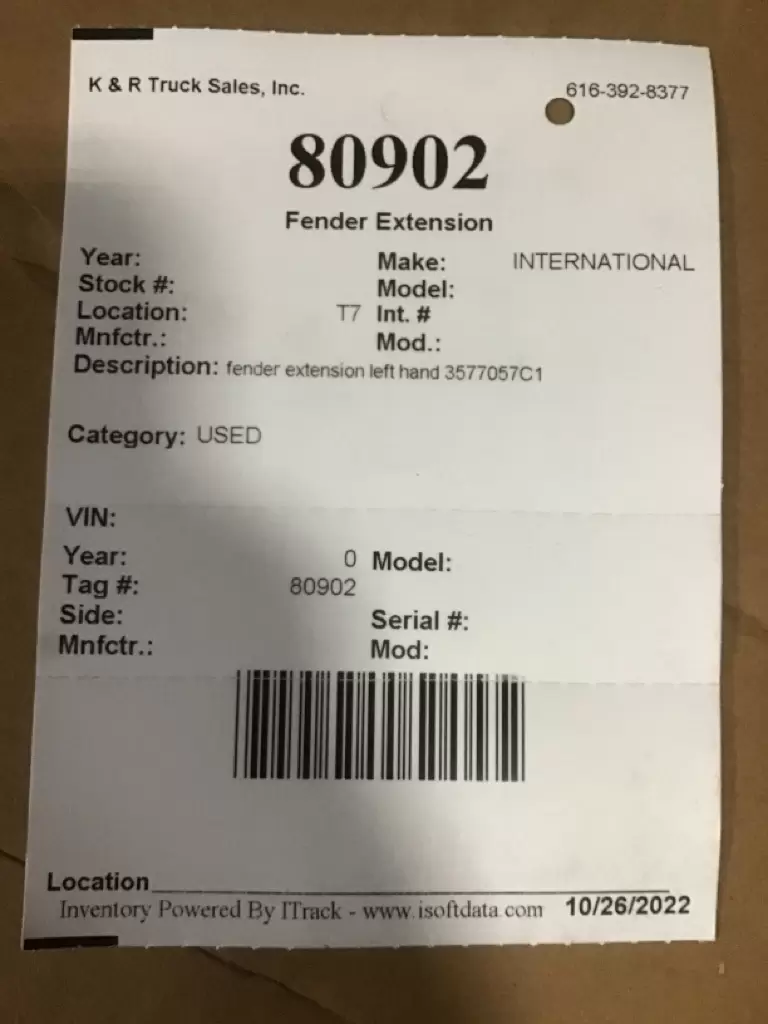 K & R Truck Sales, Inc. 616-392-8377
80902
Fender Extension
Year: Make: INTERNATIONAL
Stock #: Model:
Location: T7 Int. #
Mnfctr.: Mod.:
Description: fender extension left hand 3577057C1
Category: USED
VIN:
Year: 0 Model:
Tag #: 80902
Side: Serial #:
Mnfctr.: Mod:
Location
Inventory Powered By ITrack - www.isoftdata.com 10/26/2022